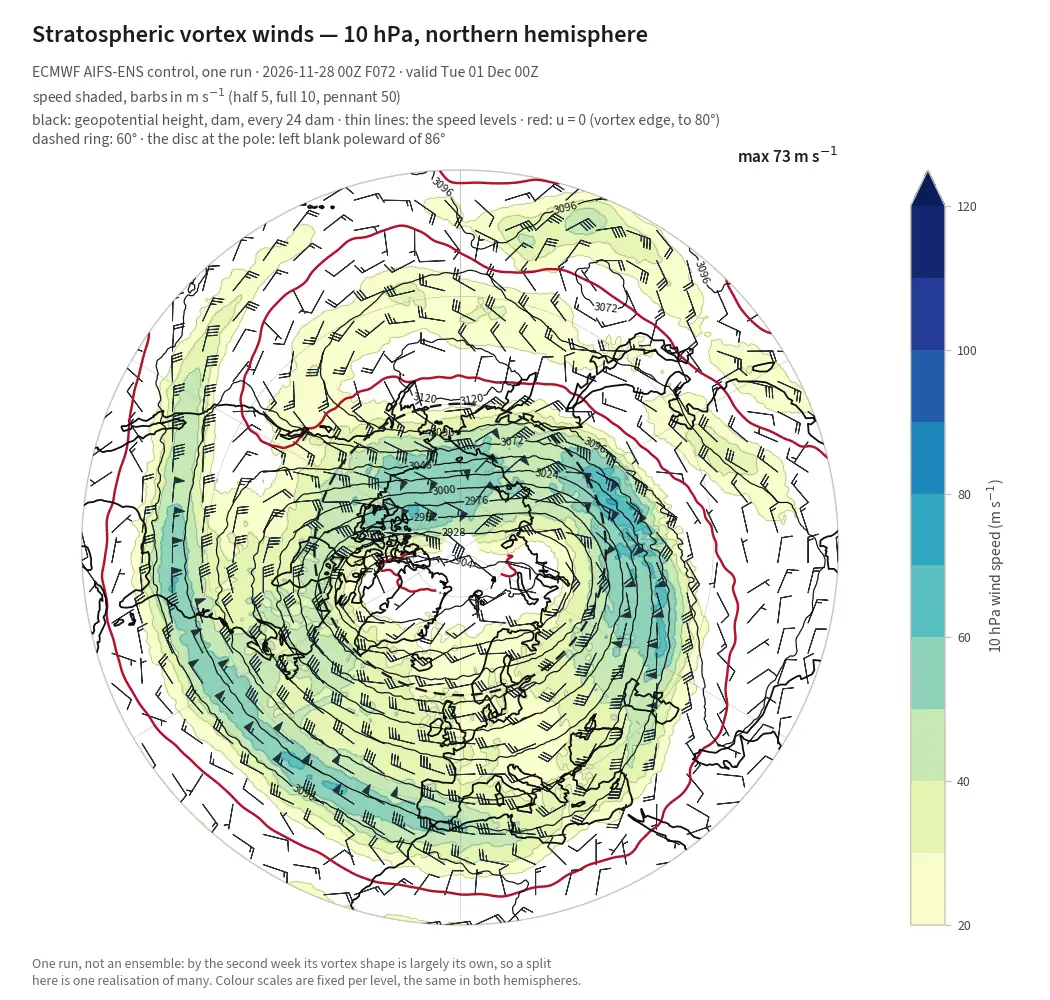 Stratospheric vortex winds — 10 hPa, northern hemisphere
ECMWF AIFS-ENS control, one run · 2026-11-28 00Z F072 · valid Tue 01 Dec 00Z
speed shaded, barbs in m s⁻¹ (half 5, full 10, pennant 50)
black: geopotential height, dam, every 24 dam · thin lines: the speed levels · red: u = 0 (vortex edge, to 80°)
dashed ring: 60° · the disc at the pole: left blank poleward of 86°
max 73 m s⁻¹
3096
3096
3096
3072
3120
3120
3072
3096
3048
3024
3000
2976
2928
2904
3096
120
100
80
60
40
20
10 hPa wind speed (m s⁻¹)
One run, not an ensemble: by the second week its vortex shape is largely its own, so a split
here is one realisation of many. Colour scales are fixed per level, the same in both hemispheres.